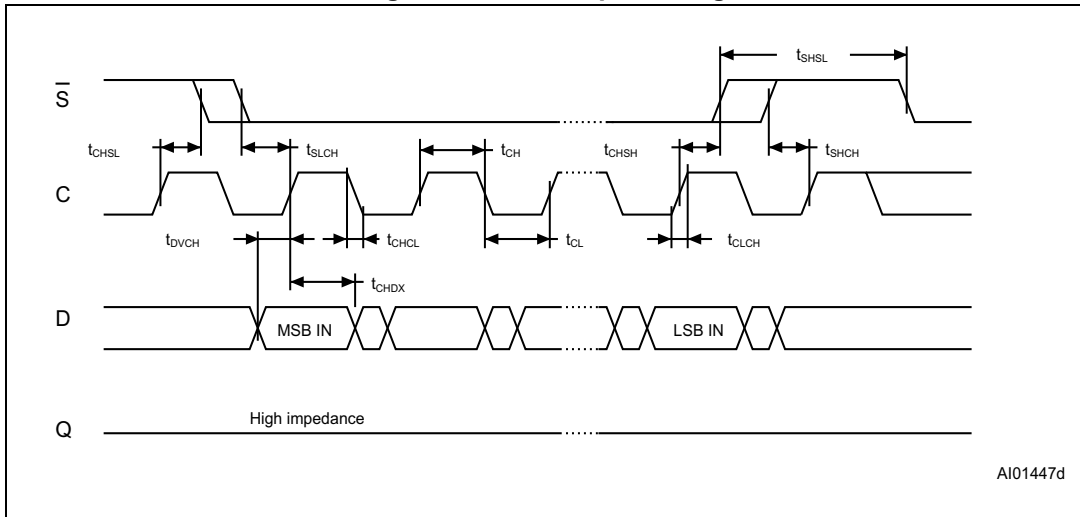 tSHSL
S
tCHSL
tSLCH
tCH
tCHSH
tSHCH
C
tDVCH
tCHCL
tCL
tCLCH
tCHDX
D
MSB IN
LSB IN
High impedance
Q
AI01447d